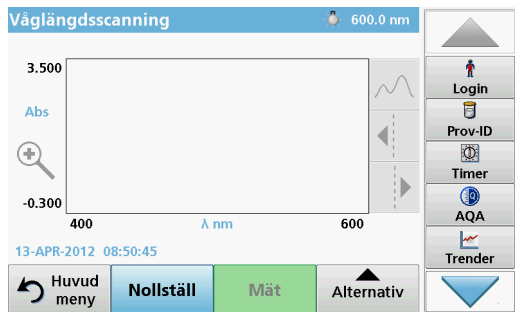 Våglängdsscanning 600.0 nm
3.500
Abs
-0.300
400 λ nm 600
13-APR-2012 08:50:45
Huvud
meny
Nollställ
Mät
Alternativ
Login
Prov-ID
Timer
AQA
Trender